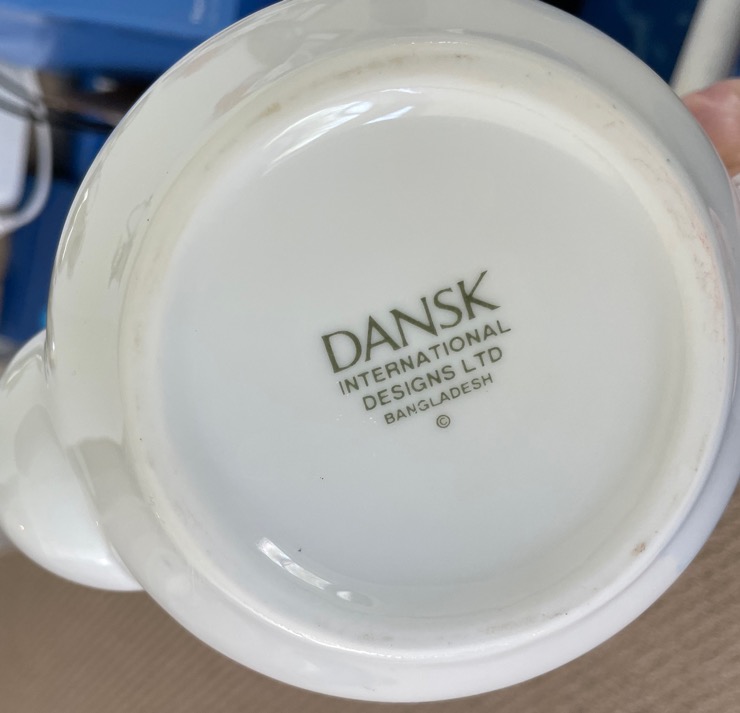 DANSK
INTERNATIONAL
DESIGNS LTD
BANGLADESH
©